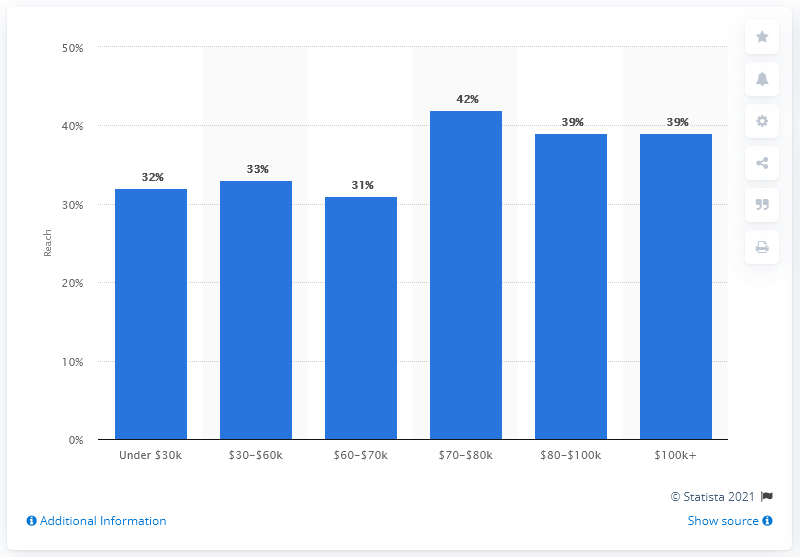 50%
42%
40%
39%
39%
33%
32%
31%
30%
Reach
20%
10%
0%
Under $30k
$30–$60k
$60–$70k
$70–$80k
$80–$100k
$100k+
© Statista 2021
Additional Information
Show source